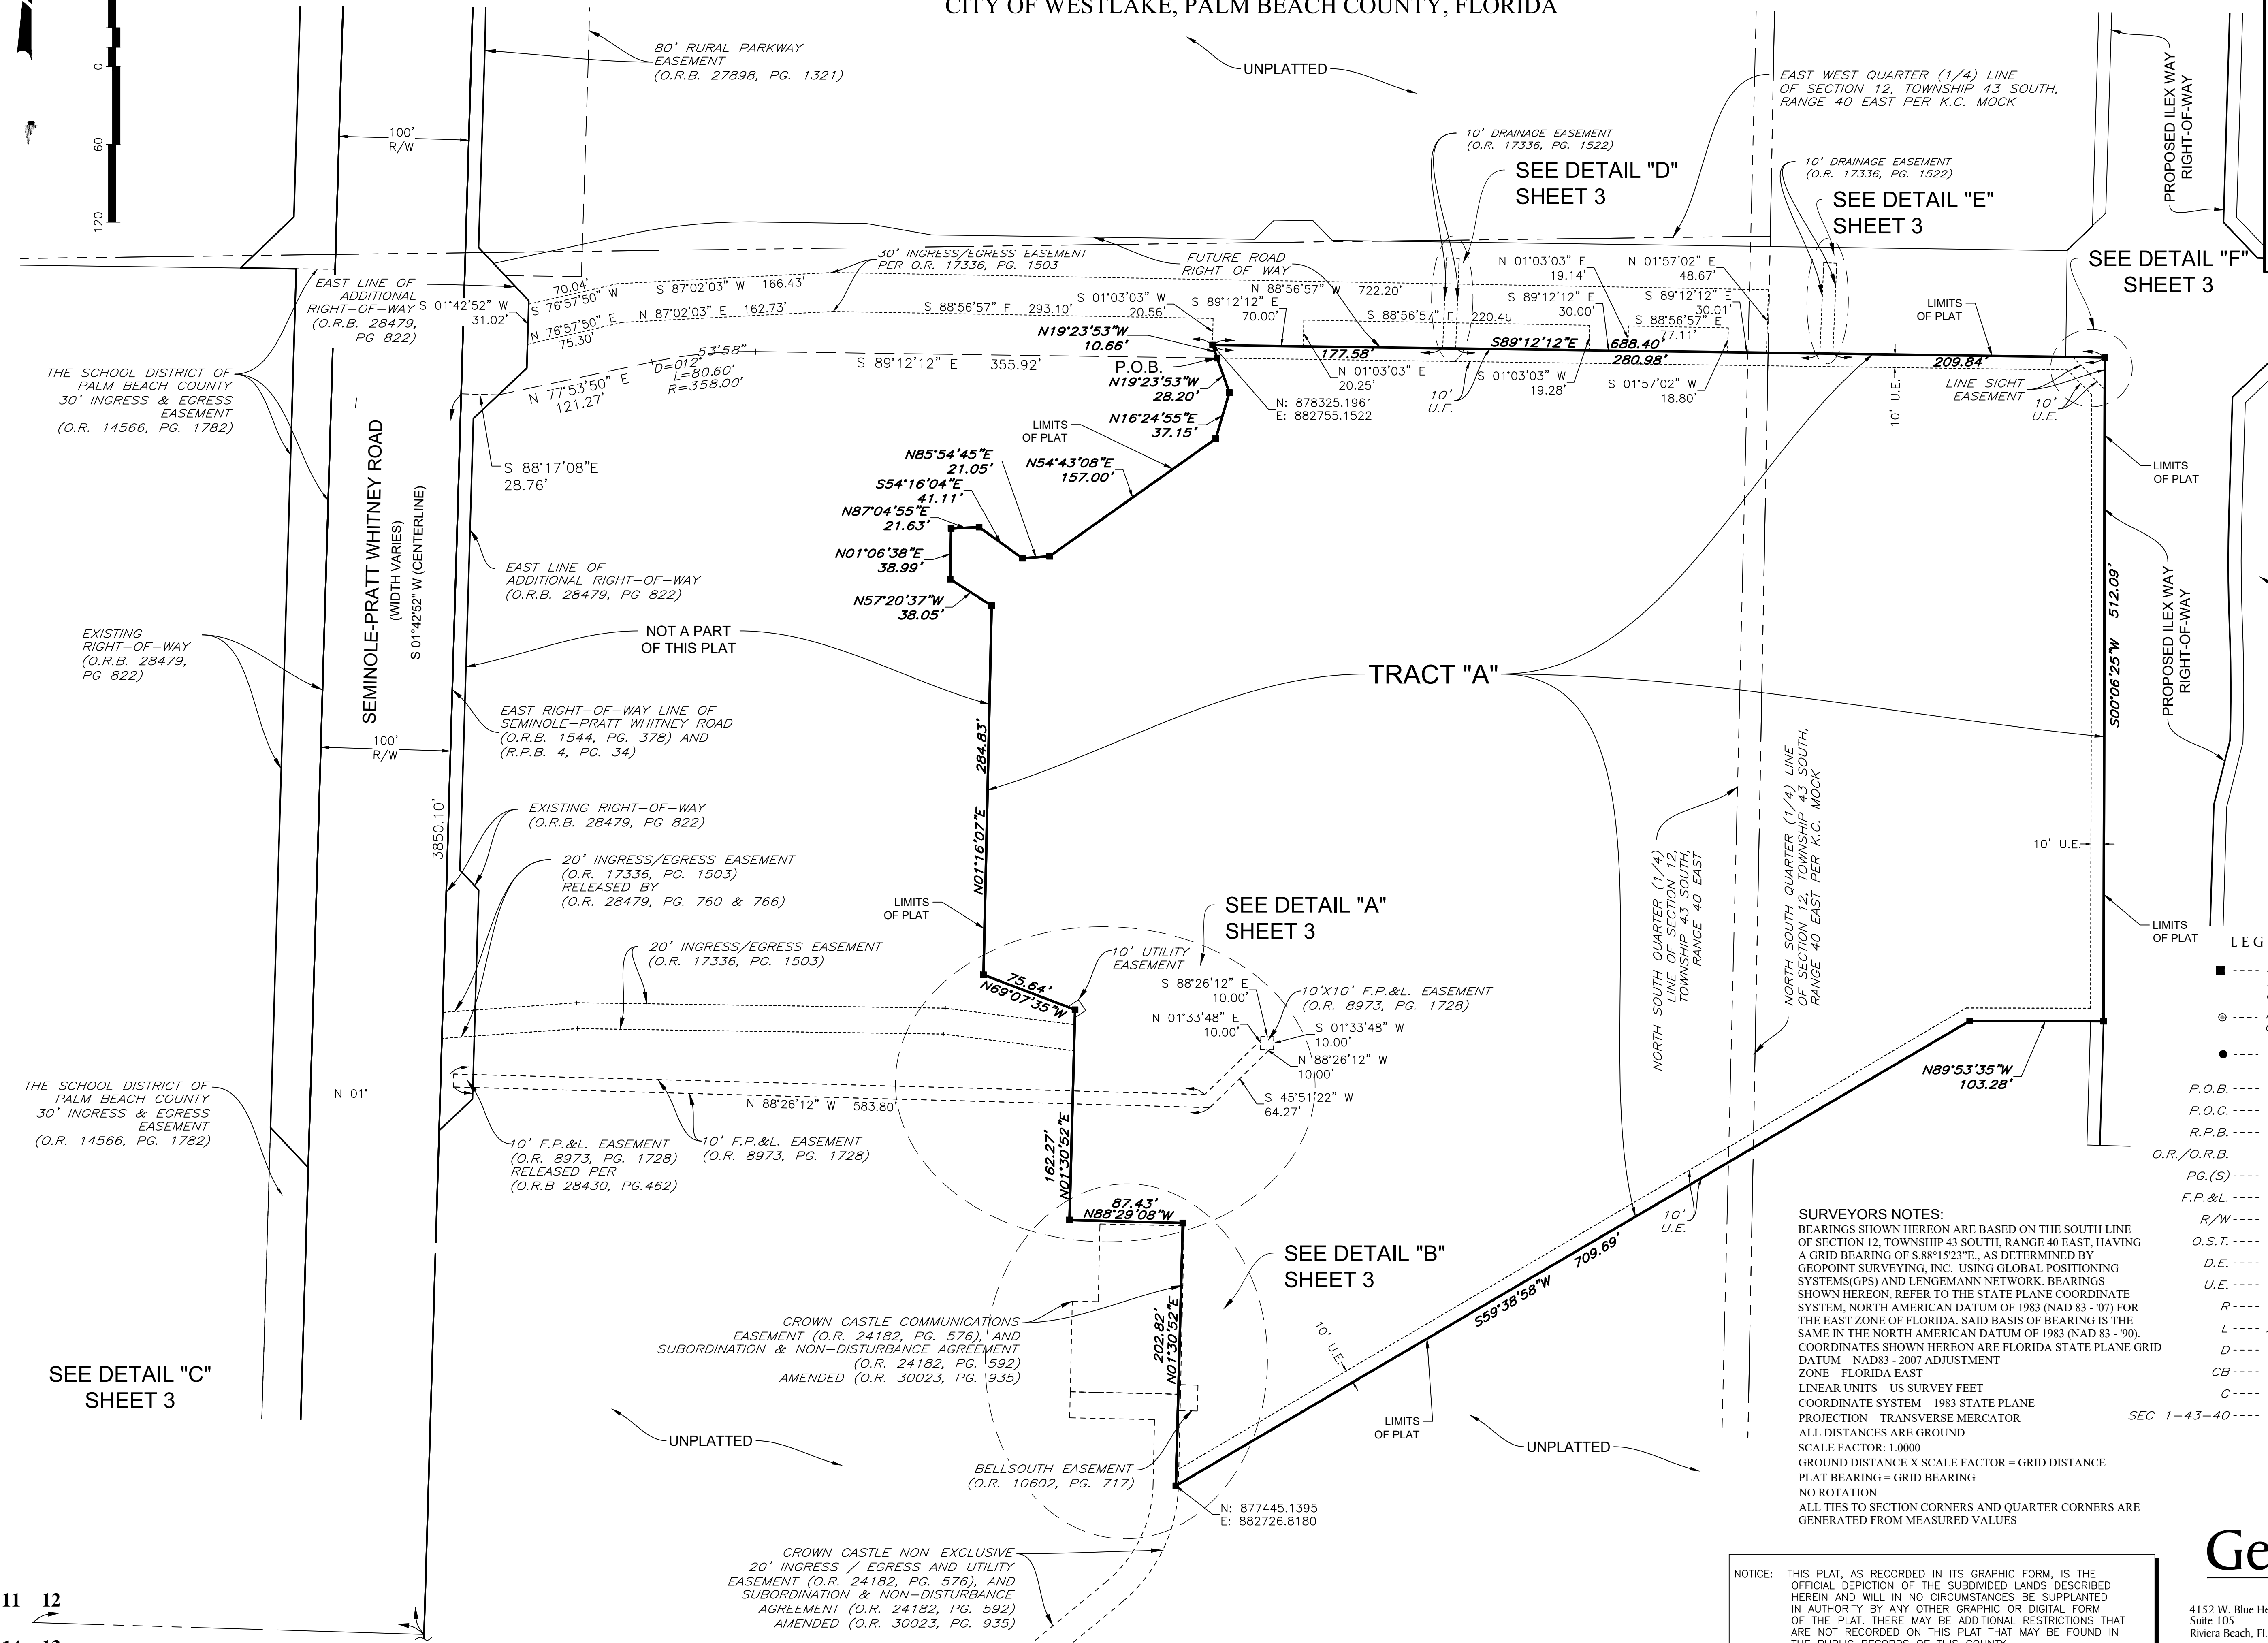 CITY OF WESTLAKE, PALM BEACH COUNTY, FLORIDA
0
60
120
100'
R/W
80' RURAL PARKWAY
EASEMENT
(O.R.B. 27898, PG. 1321)
UNPLATTED
EAST WEST QUARTER (1/4) LINE
OF SECTION 12, TOWNSHIP 43 SOUTH,
RANGE 40 EAST PER K.C. MOCK
PROPOSED ILEX WAY
RIGHT-OF-WAY
10' DRAINAGE EASEMENT
(O.R. 17336, PG. 1522)
SEE DETAIL "D"
SHEET 3
10' DRAINAGE EASEMENT
(O.R. 17336, PG. 1522)
SEE DETAIL "E"
SHEET 3
SEE DETAIL "F"
SHEET 3
EAST LINE OF
ADDITIONAL
RIGHT-OF-WAY
(O.R.B. 28479,
PG 822)
S 01°42'52" W
31.02'
70.04'
S 76°57'50" W
S 87°02'03" W 166.43'
N 76°57'50" E
75.30'
N 87°02'03" E 162.73'
30' INGRESS/EGRESS EASEMENT
PER O.R. 17336, PG. 1503
FUTURE ROAD
RIGHT-OF-WAY
S 88°56'57" E 293.10'
S 01°03'03" W
20.56'
N 88°56'57" W 722.20'
S 89°12'12" E
70.00'
S 88°56'57" E 220.40
N 01°03'03" E
19.14'
S 89°12'12" E
30.00'
N 01°57'02" E
48.67'
S 89°12'12" E
30.01'
S 88°56'57" E
77.11'
LIMITS
OF PLAT
N19°23'53"W
10.66'
P.O.B.
N19°23'53"W
28.20'
177.58'
S89°12'12"E 688.40'
280.98'
209.84'
N 01°03'03" E
20.25'
10'
U.E.
S 01°03'03" W
19.28'
S 01°57'02" W
18.80'
10' U.E.
LINE SIGHT
EASEMENT
10'
U.E.
N: 878325.1961
E: 882755.1522
D=012° 53'58"
L=80.60'
R=358.00'
S 89°12'12" E 355.92'
N 77°53'50" E
121.27'
S 88°17'08"E
28.76'
THE SCHOOL DISTRICT OF
PALM BEACH COUNTY
30' INGRESS & EGRESS
EASEMENT
(O.R. 14566, PG. 1782)
SEMINOLE-PRATT WHITNEY ROAD
(WIDTH VARIES)
S 01°42'52" W (CENTERLINE)
N16°24'55"E
37.15'
LIMITS
OF PLAT
N54°43'08"E
157.00'
N85°54'45"E
21.05'
S54°16'04"E
41.11'
N87°04'55"E
21.63'
N01°06'38"E
38.99'
N57°20'37"W
38.05'
LIMITS
OF PLAT
EAST LINE OF
ADDITIONAL RIGHT-OF-WAY
(O.R.B. 28479, PG 822)
NOT A PART
OF THIS PLAT
EXISTING
RIGHT-OF-WAY
(O.R.B. 28479,
PG 822)
TRACT "A"
S00°06'25"W 512.09'
PROPOSED ILEX WAY
RIGHT-OF-WAY
EAST RIGHT-OF-WAY LINE OF
SEMINOLE-PRATT WHITNEY ROAD
(O.R.B. 1544, PG. 378) AND
(R.P.B. 4, PG. 34)
100'
R/W
3850.10'
N01°16'07"E 284.83'
EXISTING RIGHT-OF-WAY
(O.R.B. 28479, PG 822)
20' INGRESS/EGRESS EASEMENT
(O.R. 17336, PG. 1503)
RELEASED BY
(O.R. 28479, PG. 760 & 766)
LIMITS
OF PLAT
20' INGRESS/EGRESS EASEMENT
(O.R. 17336, PG. 1503)
SEE DETAIL "A"
SHEET 3
10' UTILITY
EASEMENT
75.64'
N69°07'35"W
S 88°26'12" E
10.00'
10'X10' F.P.&L. EASEMENT
(O.R. 8973, PG. 1728)
N 01°33'48" E
10.00'
S 01°33'48" W
10.00'
N 88°26'12" W
10.00'
S 45°51'22" W
64.27'
NORTH SOUTH QUARTER (1/4)
LINE OF SECTION 12,
TOWNSHIP 43 SOUTH,
RANGE 40 EAST
NORTH SOUTH QUARTER (1/4) LINE
OF SECTION 12, TOWNSHIP 43 SOUTH,
RANGE 40 EAST PER K.C. MOCK
10' U.E.
LIMITS
OF PLAT
N89°53'35"W
103.28'
THE SCHOOL DISTRICT OF
PALM BEACH COUNTY
30' INGRESS & EGRESS
EASEMENT
(O.R. 14566, PG. 1782)
N 01°
N 88°26'12" W 583.80'
10' F.P.&L. EASEMENT
(O.R. 8973, PG. 1728)
RELEASED PER
(O.R.B 28430, PG.462)
10' F.P.&L. EASEMENT
(O.R. 8973, PG. 1728)
162.27'
N01°30'52"E
87.43'
N88°29'08"W
SEE DETAIL "B"
SHEET 3
202.82'
N01°30'52"E
10'
U.E.
S59°38'58"W 709.69'
10' U.E.
LIMITS
OF PLAT
CROWN CASTLE COMMUNICATIONS
EASEMENT (O.R. 24182, PG. 576), AND
SUBORDINATION & NON-DISTURBANCE AGREEMENT
(O.R. 24182, PG. 592)
AMENDED (O.R. 30023, PG. 935)
SEE DETAIL "C"
SHEET 3
UNPLATTED
UNPLATTED
BELLSOUTH EASEMENT
(O.R. 10602, PG. 717)
N: 877445.1395
E: 882726.8180
CROWN CASTLE NON-EXCLUSIVE
20' INGRESS / EGRESS AND UTILITY
EASEMENT (O.R. 24182, PG. 576), AND
SUBORDINATION & NON-DISTURBANCE
AGREEMENT (O.R. 24182, PG. 592)
AMENDED (O.R. 30023, PG. 935)
11 12
LEG
P.O.B.
P.O.C.
R.P.B.
O.R./O.R.B.
PG.(S)
F.P.&L.
R/W
O.S.T.
D.E.
U.E.
R
L
D
CB
C
SEC 1-43-40
SURVEYORS NOTES:
BEARINGS SHOWN HEREON ARE BASED ON THE SOUTH LINE
OF SECTION 12, TOWNSHIP 43 SOUTH, RANGE 40 EAST, HAVING
A GRID BEARING OF S.88°15'23"E., AS DETERMINED BY
GEOPOINT SURVEYING, INC. USING GLOBAL POSITIONING
SYSTEMS(GPS) AND LENGEMANN NETWORK. BEARINGS
SHOWN HEREON, REFER TO THE STATE PLANE COORDINATE
SYSTEM, NORTH AMERICAN DATUM OF 1983 (NAD 83 - '07) FOR
THE EAST ZONE OF FLORIDA. SAID BASIS OF BEARING IS THE
SAME IN THE NORTH AMERICAN DATUM OF 1983 (NAD 83 - '90).
COORDINATES SHOWN HEREON ARE FLORIDA STATE PLANE GRID
DATUM = NAD83 - 2007 ADJUSTMENT
ZONE = FLORIDA EAST
LINEAR UNITS = US SURVEY FEET
COORDINATE SYSTEM = 1983 STATE PLANE
PROJECTION = TRANSVERSE MERCATOR
ALL DISTANCES ARE GROUND
SCALE FACTOR: 1.0000
GROUND DISTANCE X SCALE FACTOR = GRID DISTANCE
PLAT BEARING = GRID BEARING
NO ROTATION
ALL TIES TO SECTION CORNERS AND QUARTER CORNERS ARE
GENERATED FROM MEASURED VALUES
NOTICE: THIS PLAT, AS RECORDED IN ITS GRAPHIC FORM, IS THE
OFFICIAL DEPICTION OF THE SUBDIVIDED LANDS DESCRIBED
HEREIN AND WILL IN NO CIRCUMSTANCES BE SUPPLANTED
IN AUTHORITY BY ANY OTHER GRAPHIC OR DIGITAL FORM
OF THE PLAT. THERE MAY BE ADDITIONAL RESTRICTIONS THAT
ARE NOT RECORDED ON THIS PLAT THAT MAY BE FOUND IN
THE PUBLIC RECORDS OF THIS COUNTY
Ge
4152 W. Blue He
Suite 105
Riviera Beach, FL